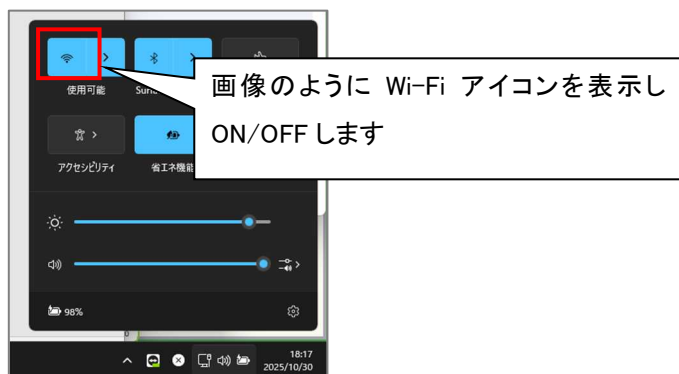 画像のように Wi-Fi アイコンを表示し
ON/OFF します
使用可能
アクセシビリティ
省エネ機能
98%
18:17
2025/10/30